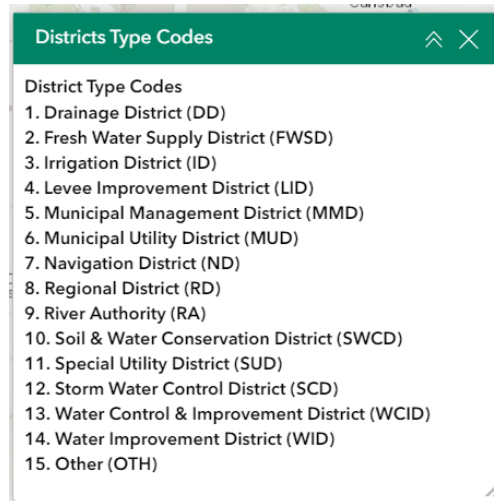 Carlsbad
Districts Type Codes
District Type Codes
1. Drainage District (DD)
2. Fresh Water Supply District (FWSD)
3. Irrigation District (ID)
4. Levee Improvement District (LID)
5. Municipal Management District (MMD)
6. Municipal Utility District (MUD)
7. Navigation District (ND)
8. Regional District (RD)
9. River Authority (RA)
10. Soil & Water Conservation District (SWCD)
11. Special Utility District (SUD)
12. Storm Water Control District (SCD)
13. Water Control & Improvement District (WCID)
14. Water Improvement District (WID)
15. Other (OTH)